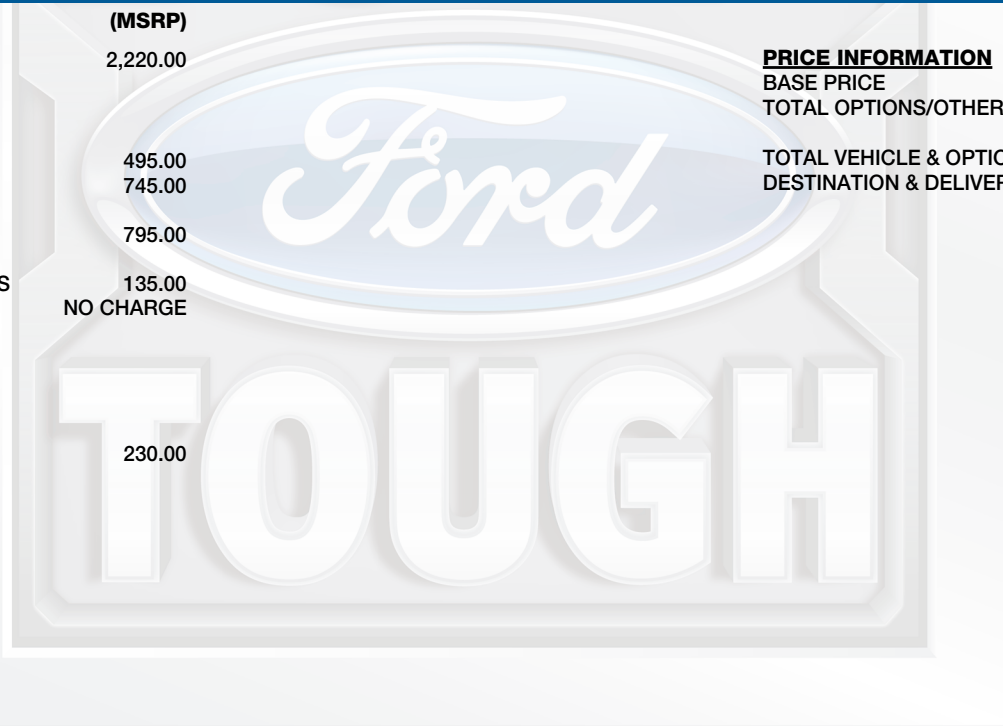 (MSRP)
2,220.00
495.00
745.00
795.00
S 135.00
NO CHARGE
230.00
PRICE INFORMATION
BASE PRICE
TOTAL OPTIONS/OTHER
TOTAL VEHICLE & OPTIO
DESTINATION & DELIVER
Ford
TOUGH